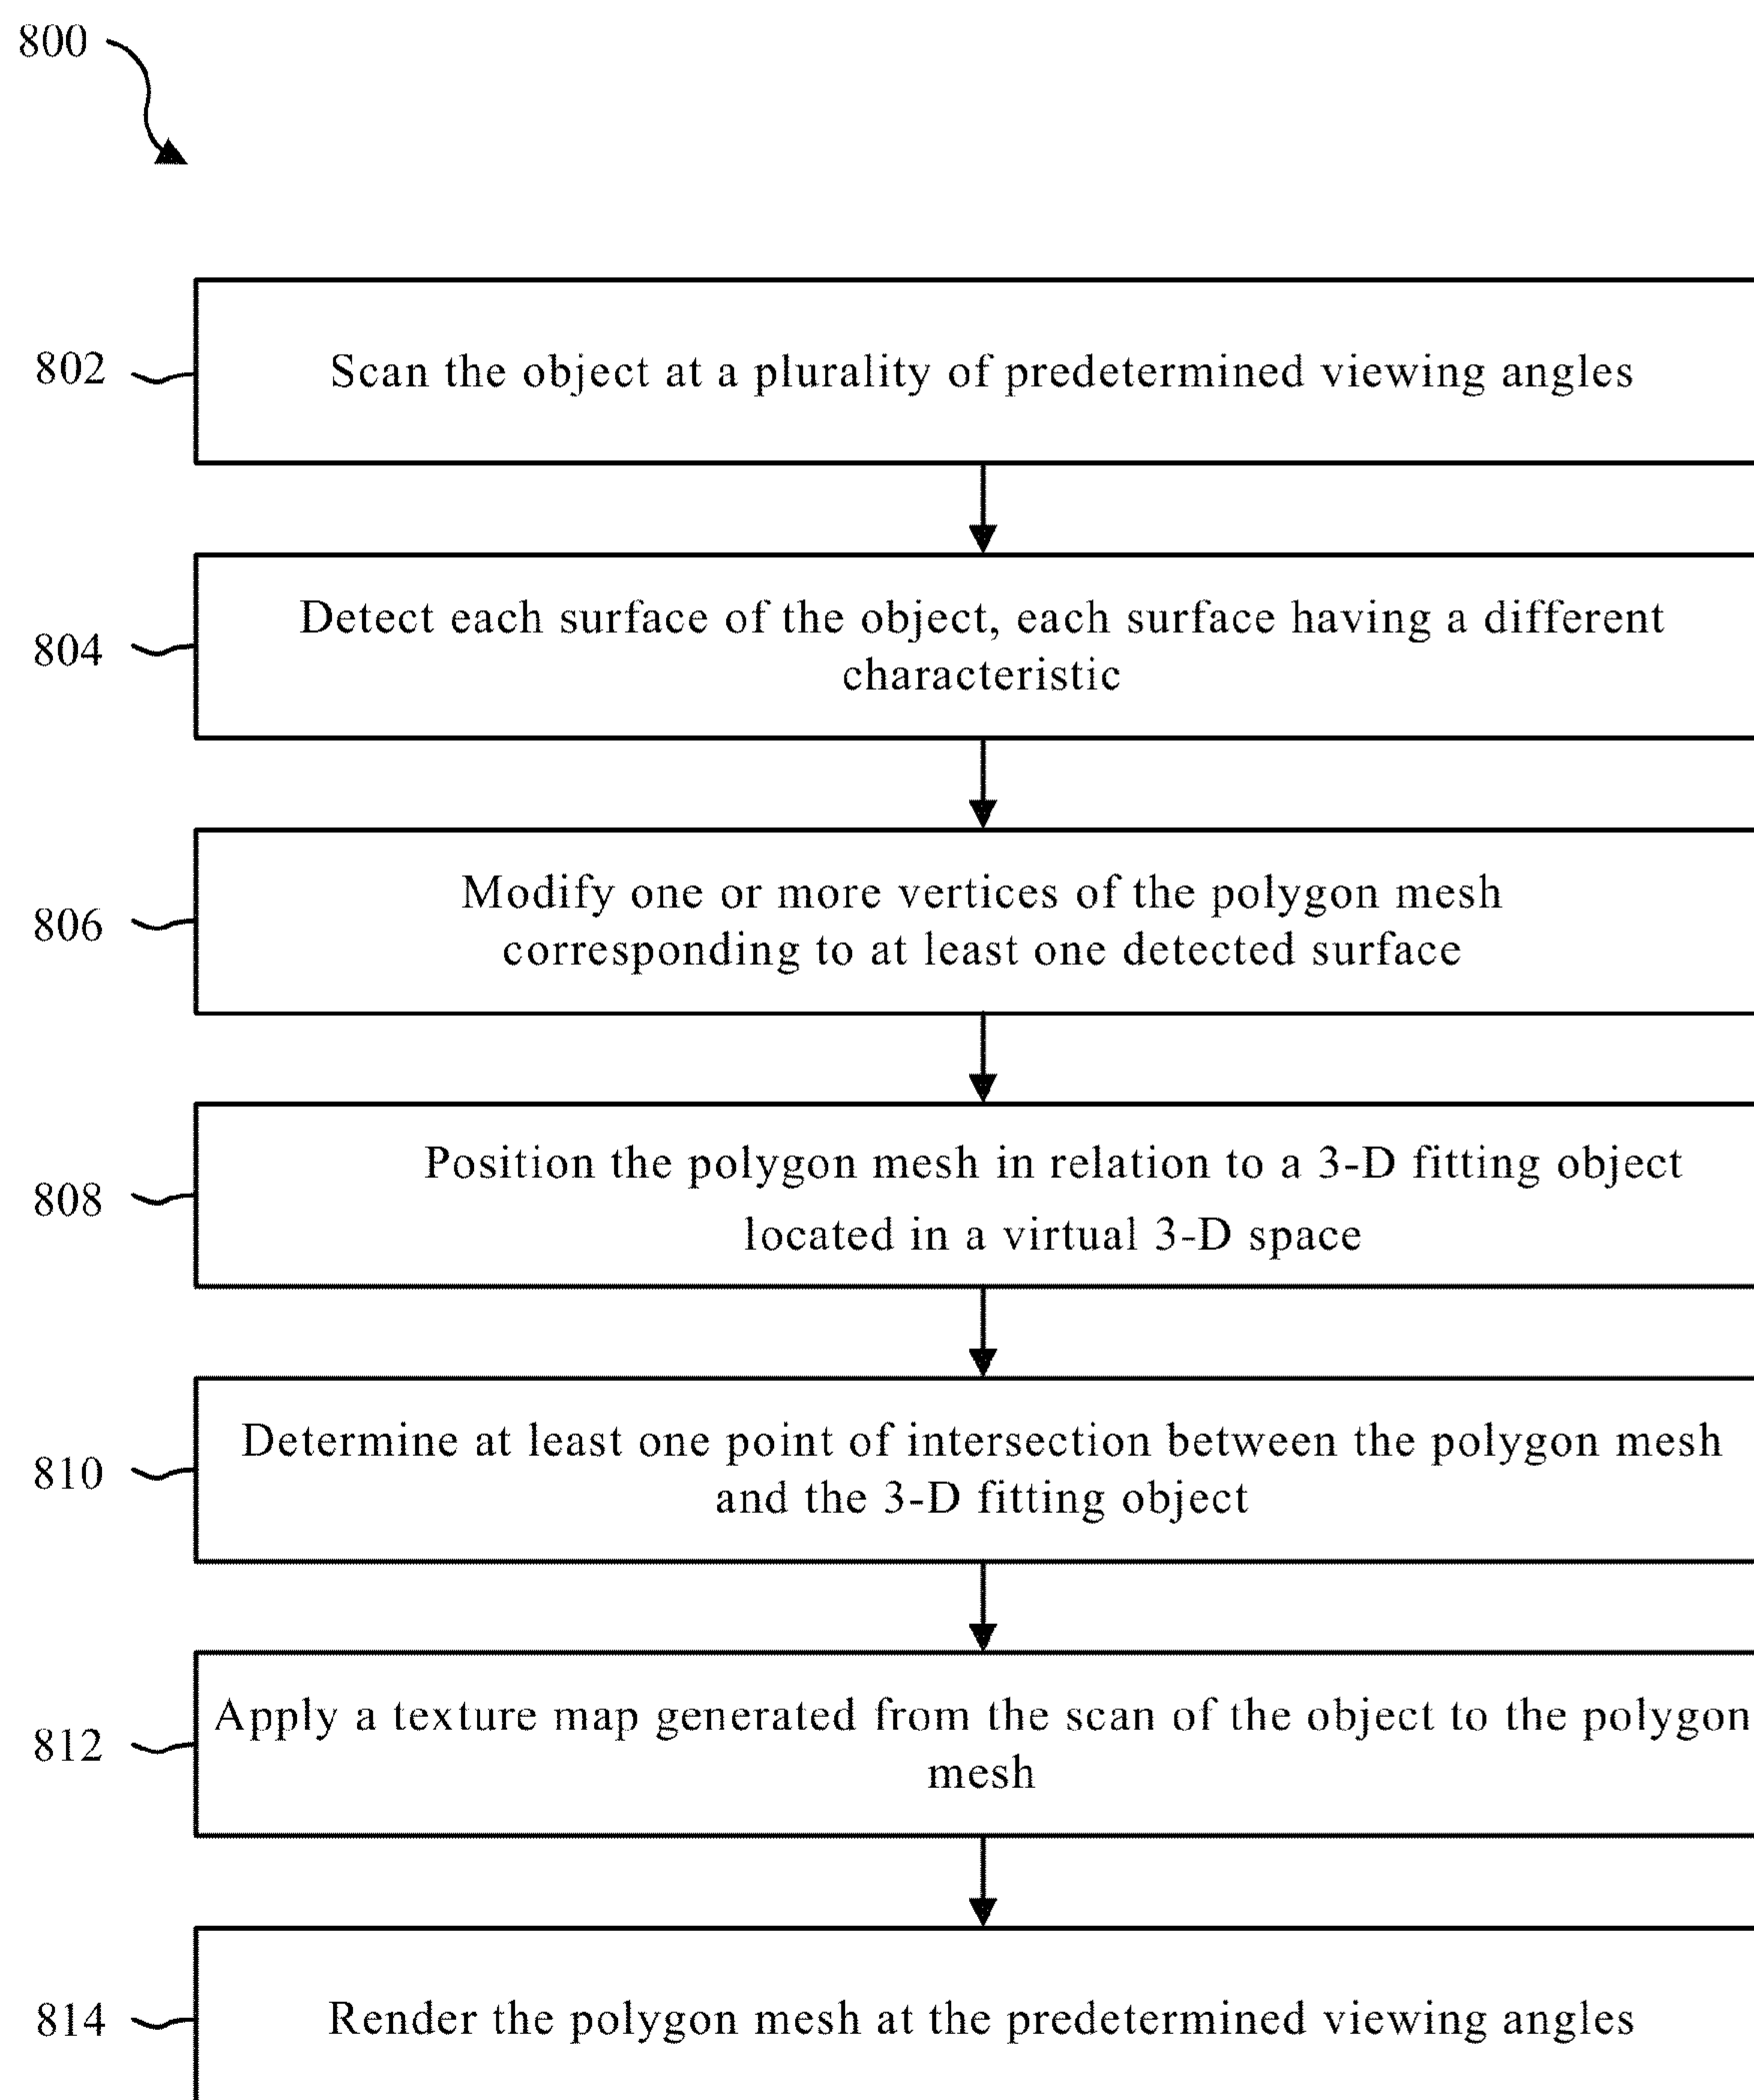 800
802
Scan the object at a plurality of predetermined viewing angles
804
Detect each surface of the object, each surface having a different
characteristic
806
Modify one or more vertices of the polygon mesh
corresponding to at least one detected surface
808
Position the polygon mesh in relation to a 3-D fitting object
located in a virtual 3-D space
810
Determine at least one point of intersection between the polygon mesh
and the 3-D fitting object
812
Apply a texture map generated from the scan of the object to the polygon
mesh
814
Render the polygon mesh at the predetermined viewing angles